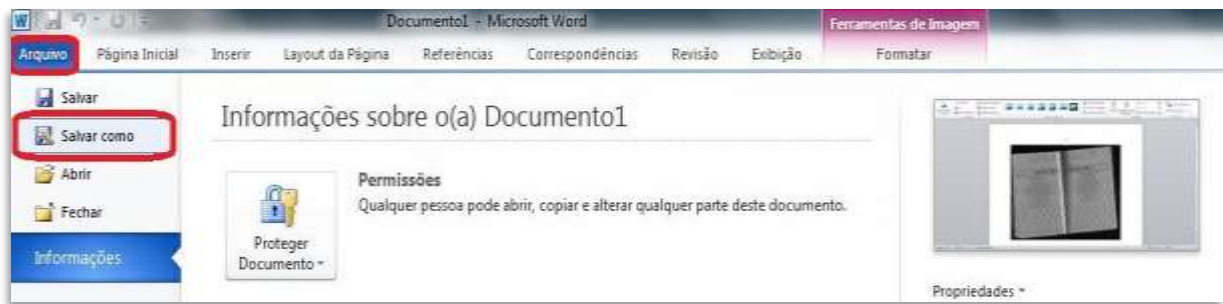 Documento1 - Microsoft Word
Ferramentas de Imagem
Arquivo Página Inicial Inserir Layout da Página Referências Correspondências Revisão Exibição Formatar
Salvar
Salvar como
Abrir
Fechar
Informações
Informações sobre o(a) Documento1
Proteger
Documento
Permissões
Qualquer pessoa pode abrir, copiar e alterar qualquer parte deste documento.
Propriedades